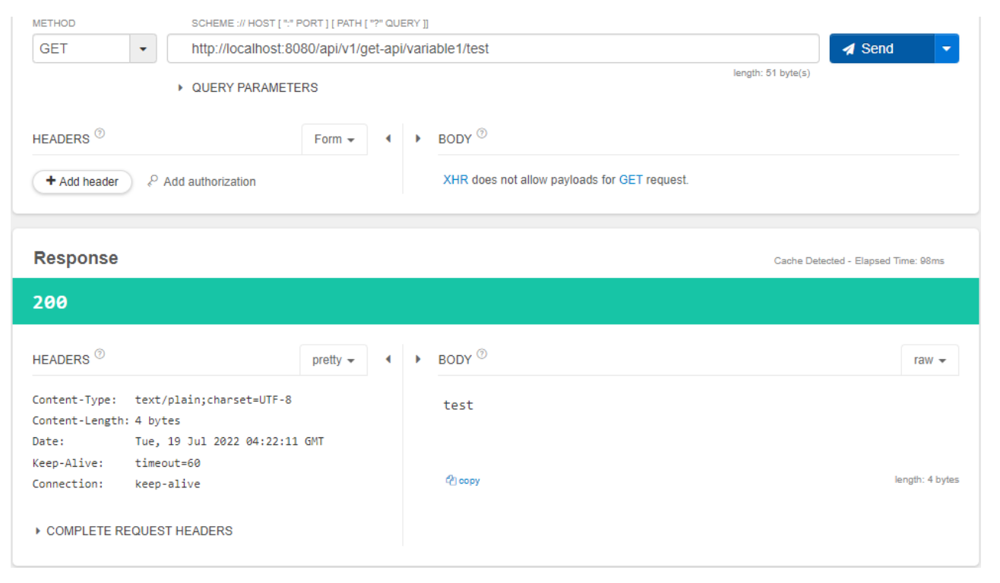 METHOD
SCHEME :// HOST [ ":" PORT ] [ PATH [ "?" QUERY ]]
GET
http://localhost:8080/api/v1/get-api/variable1/test
Send
length: 51 byte(s)
QUERY PARAMETERS
HEADERS ?
Form
BODY ?
+ Add header
Add authorization
XHR does not allow payloads for GET request.
Response
Cache Detected - Elapsed Time: 98ms
200
HEADERS ?
pretty
BODY ?
raw
Content-Type: text/plain;charset=UTF-8
Content-Length: 4 bytes
Date: Tue, 19 Jul 2022 04:22:11 GMT
Keep-Alive: timeout=60
Connection: keep-alive
test
copy
length: 4 bytes
COMPLETE REQUEST HEADERS